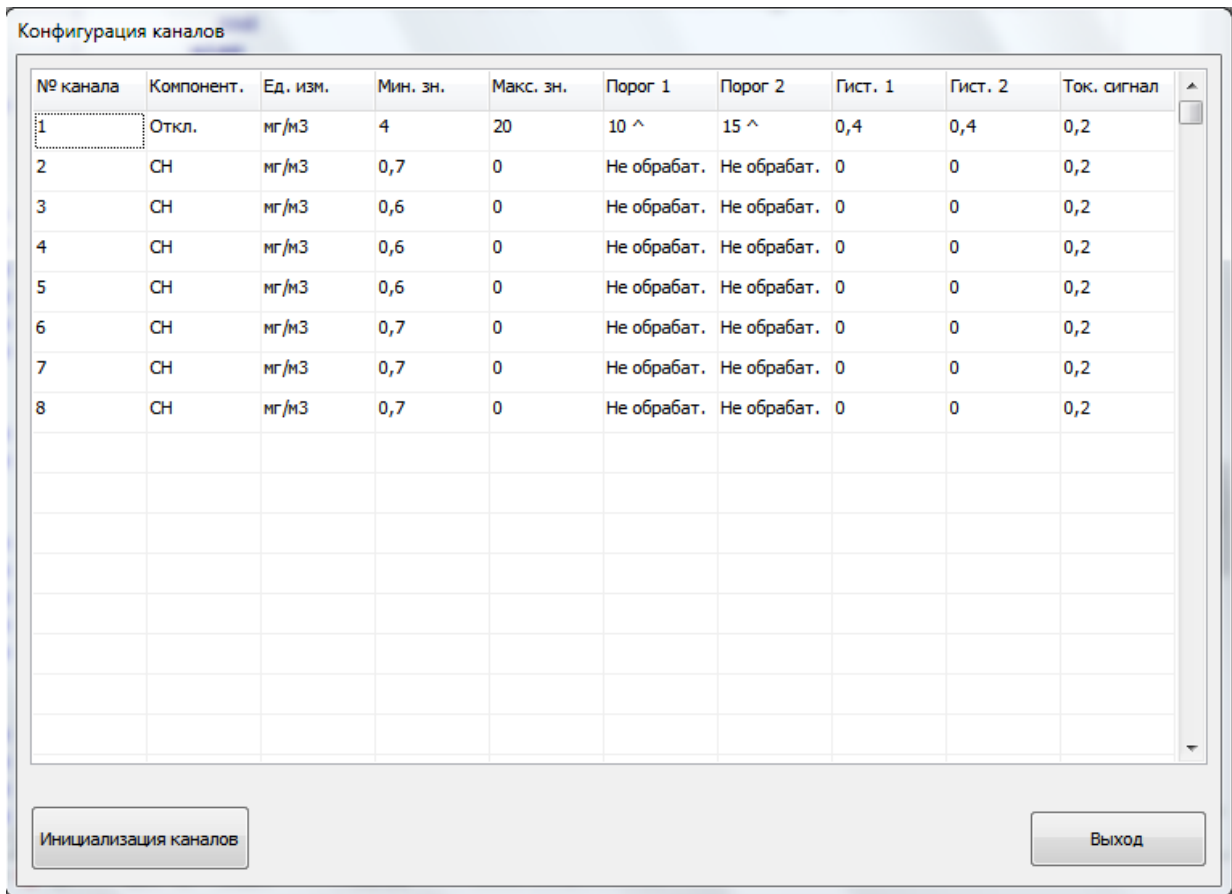 Конфигурация каналов
№ канала Компонент. Ед. изм. Мин. зн. Макс. зн. Порог 1 Порог 2 Гист. 1 Гист. 2 Ток. сигнал
1 Откл. мг/м3 4 20 10 ^ 15 ^ 0,4 0,4 0,2
2 CH мг/м3 0,7 0 Не обрабат. Не обрабат. 0 0 0,2
3 CH мг/м3 0,6 0 Не обрабат. Не обрабат. 0 0 0,2
4 CH мг/м3 0,6 0 Не обрабат. Не обрабат. 0 0 0,2
5 CH мг/м3 0,6 0 Не обрабат. Не обрабат. 0 0 0,2
6 CH мг/м3 0,7 0 Не обрабат. Не обрабат. 0 0 0,2
7 CH мг/м3 0,7 0 Не обрабат. Не обрабат. 0 0 0,2
8 CH мг/м3 0,7 0 Не обрабат. Не обрабат. 0 0 0,2
Инициализация каналов Выход